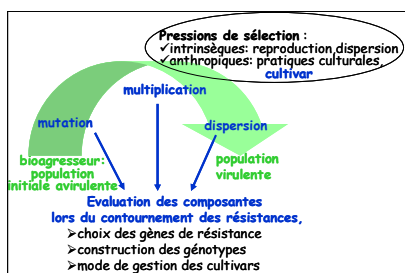 Pressions de sélection :
✓intrinsèques: reproduction dispersion
✓anthropiques: pratiques culturales,
cultivar
multiplication
mutation
dispersion
bioagresseur:
population
initiale avirulente
population
virulente
Evaluation des composantes
lors du contournement des résistances,
➢choix des gènes de résistance
➢construction des génotypes
➢mode de gestion des cultivars